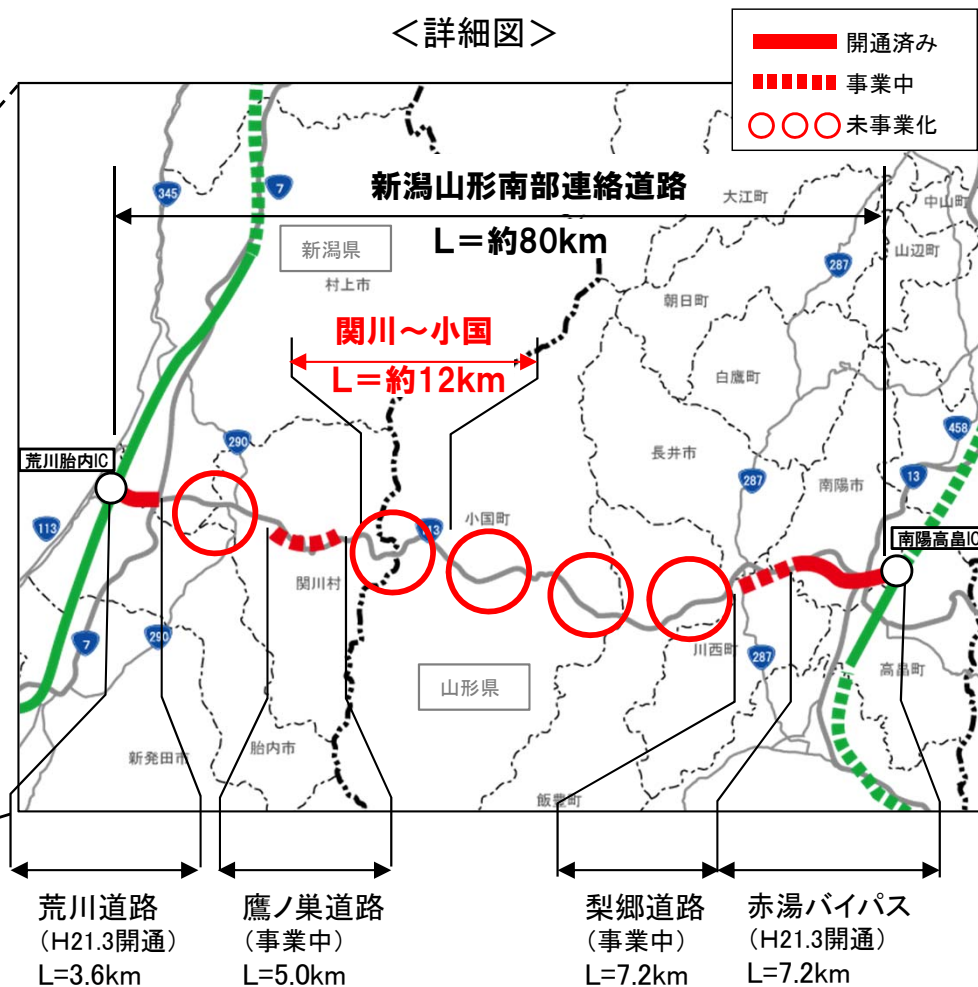 <詳細図>
開通済み
事業中
未事業化
新潟山形南部連絡道路
L=約80km
345
7
新潟県
村上市
大江町
中山町
山辺町
287
朝日町
関川~小国
L=約12km
白鷹町
290
長井市
458
13
荒川胎内IC
287
南陽市
113
小国町
南陽高畠IC
関川村
7
290
川西町
287
高畠町
山形県
新発田市
胎内市
飯豊町
荒川道路
(H21.3開通)
L=3.6km
鷹ノ巣道路
(事業中)
L=5.0km
梨郷道路
(事業中)
L=7.2km
赤湯バイパス
(H21.3開通)
L=7.2km